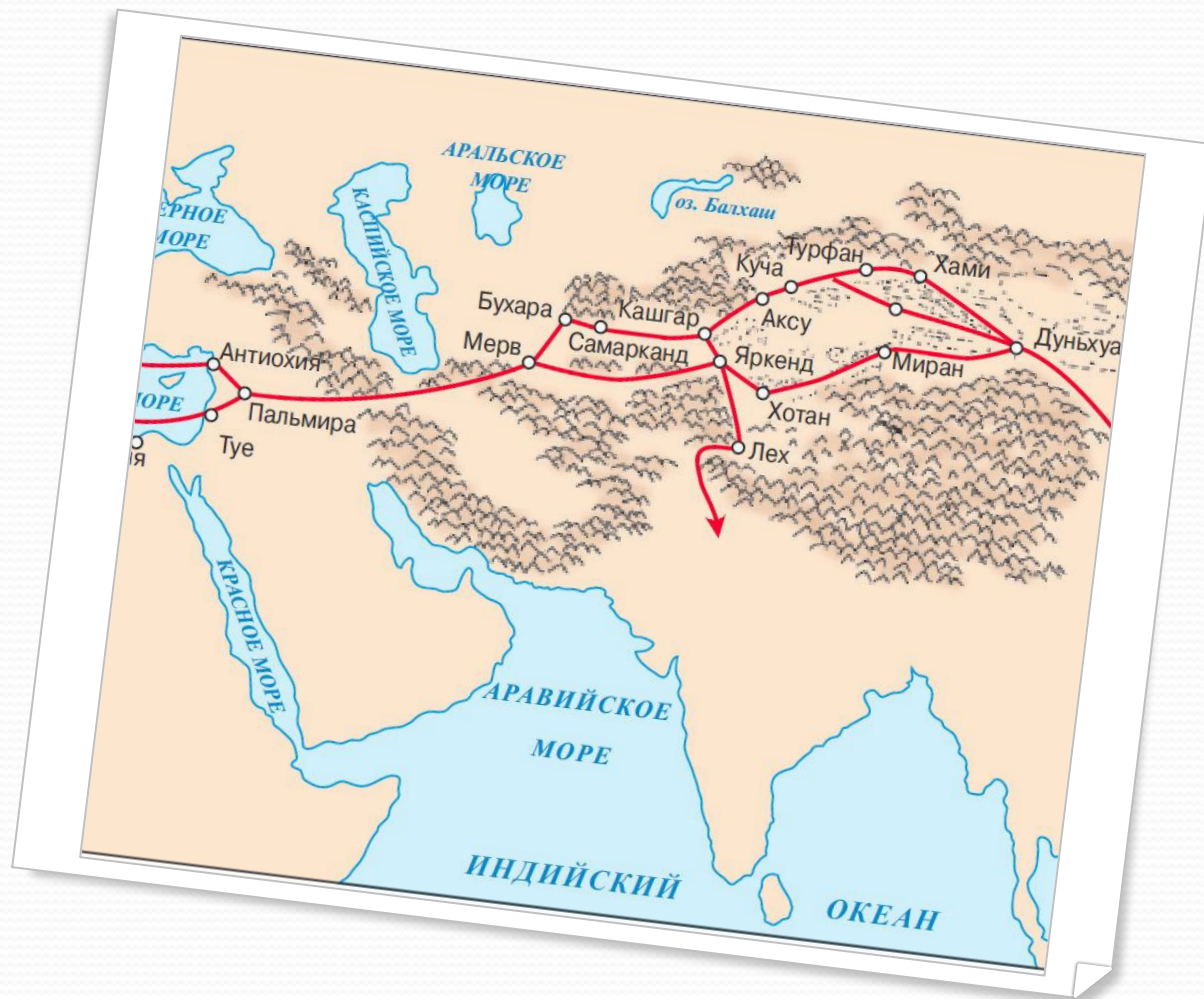 АРАЛЬСКОЕ
МОРЕ
оз. Балхаш
ЕРНОЕ
МОРЕ
КАСПИЙСКОЕ МОРЕ
Турфан
Хами
Куча
Бухара
Кашгар
Аксу
Дуньхуа
Мерв
Самарканд
Яркенд
Миран
Антиохия
ОРЕ
Пальмира
Хотан
Туе
Лех
ия
КРАСНОЕ МОРЕ
АРАВИЙСКОЕ
МОРЕ
ИНДИЙСКИЙ
ОКЕАН